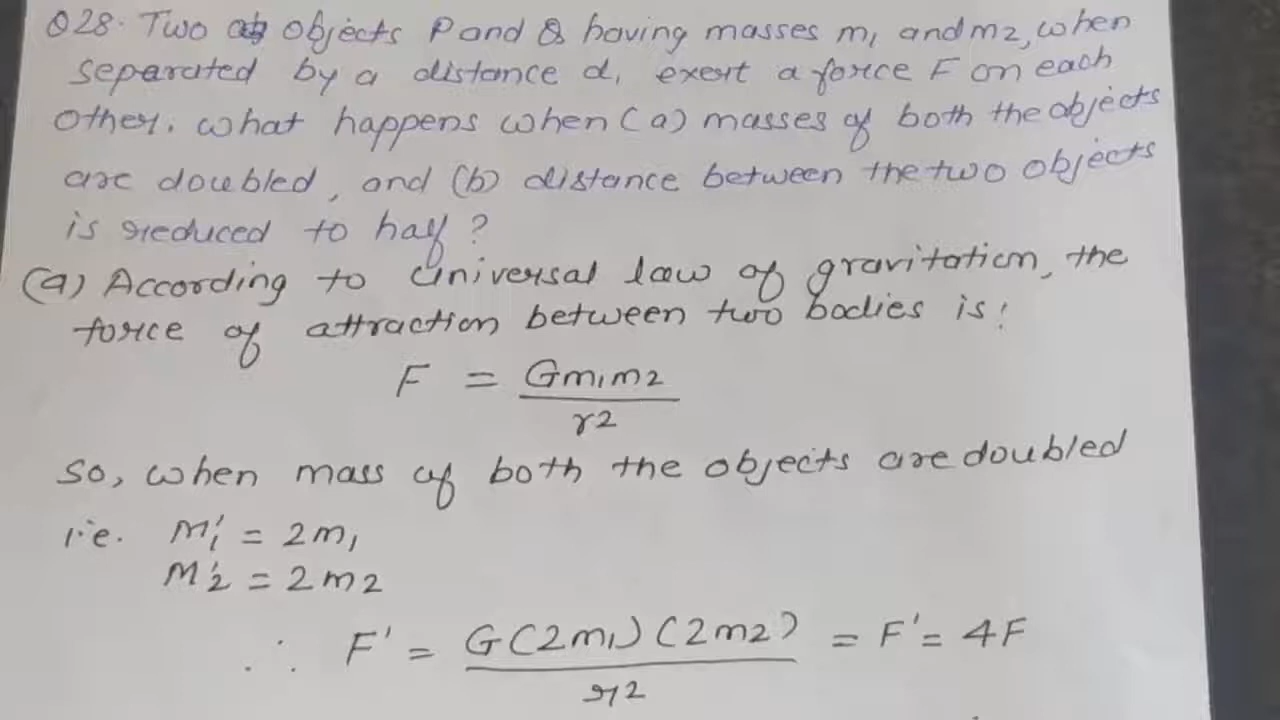 Q28. Two objects P and Q having masses m1 and m2, when
separated by a distance d, exert a force F on each
other. what happens when (a) masses of both the objects
are doubled, and (b) distance between the two objects
is reduced to half?
(a) According to Universal law of gravitation, the
force of attraction between two bodies is:
F = Gm1m2
r2
So, when mass of both the objects are doubled
i.e. M1' = 2m1
M2' = 2m2
∴ F' = G(2m1)(2m2) = F' = 4F
r2